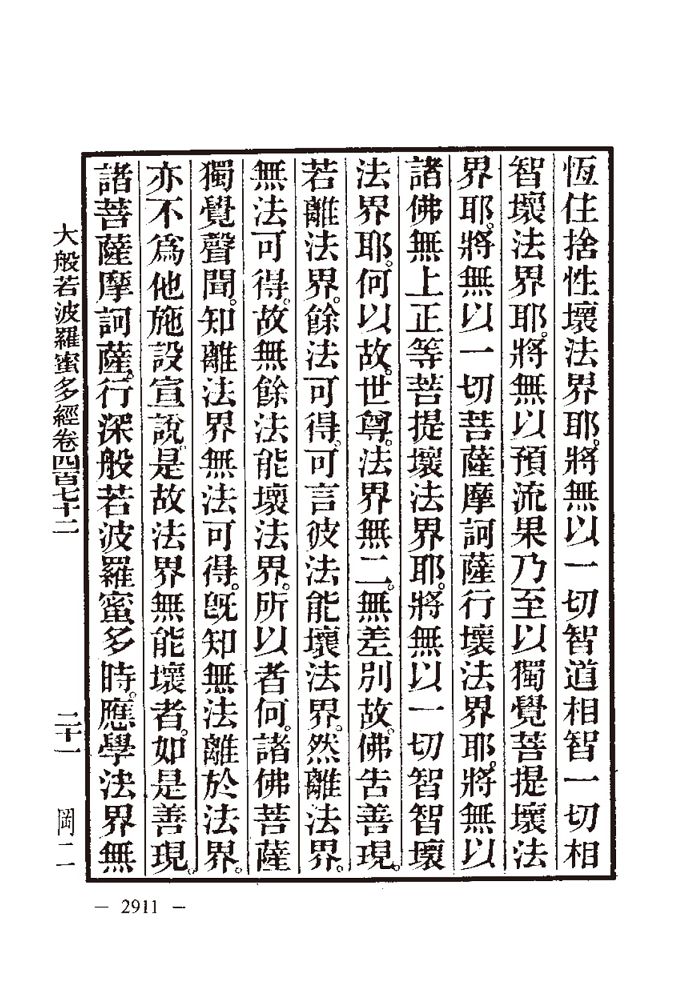 恆住捨性壞法界耶。將無以一切智道相智一切相
智壞法界耶。將無以預流果乃至以獨覺菩提壞法
界耶。將無以一切菩薩摩訶薩行壞法界耶。將無以
諸佛無上正等菩提壞法界耶。將無以一切智智壞
法界耶。何以故。世尊。法界無二。無差別故。佛告善現。
若離法界。餘法可得。可言彼法能壞法界。然離法界。
無法可得。故無餘法能壞法界。所以者何。諸佛菩薩
獨覺聲聞。知離法界無法可得。旣知無法離於法界。
亦不爲他施設宣說。是故法界無能壞者。如是善現。
諸菩薩摩訶薩。行深般若波羅蜜多時。應學法界無
大般若波羅蜜多經卷四百七十二
二十一
岡二
— 2911 —